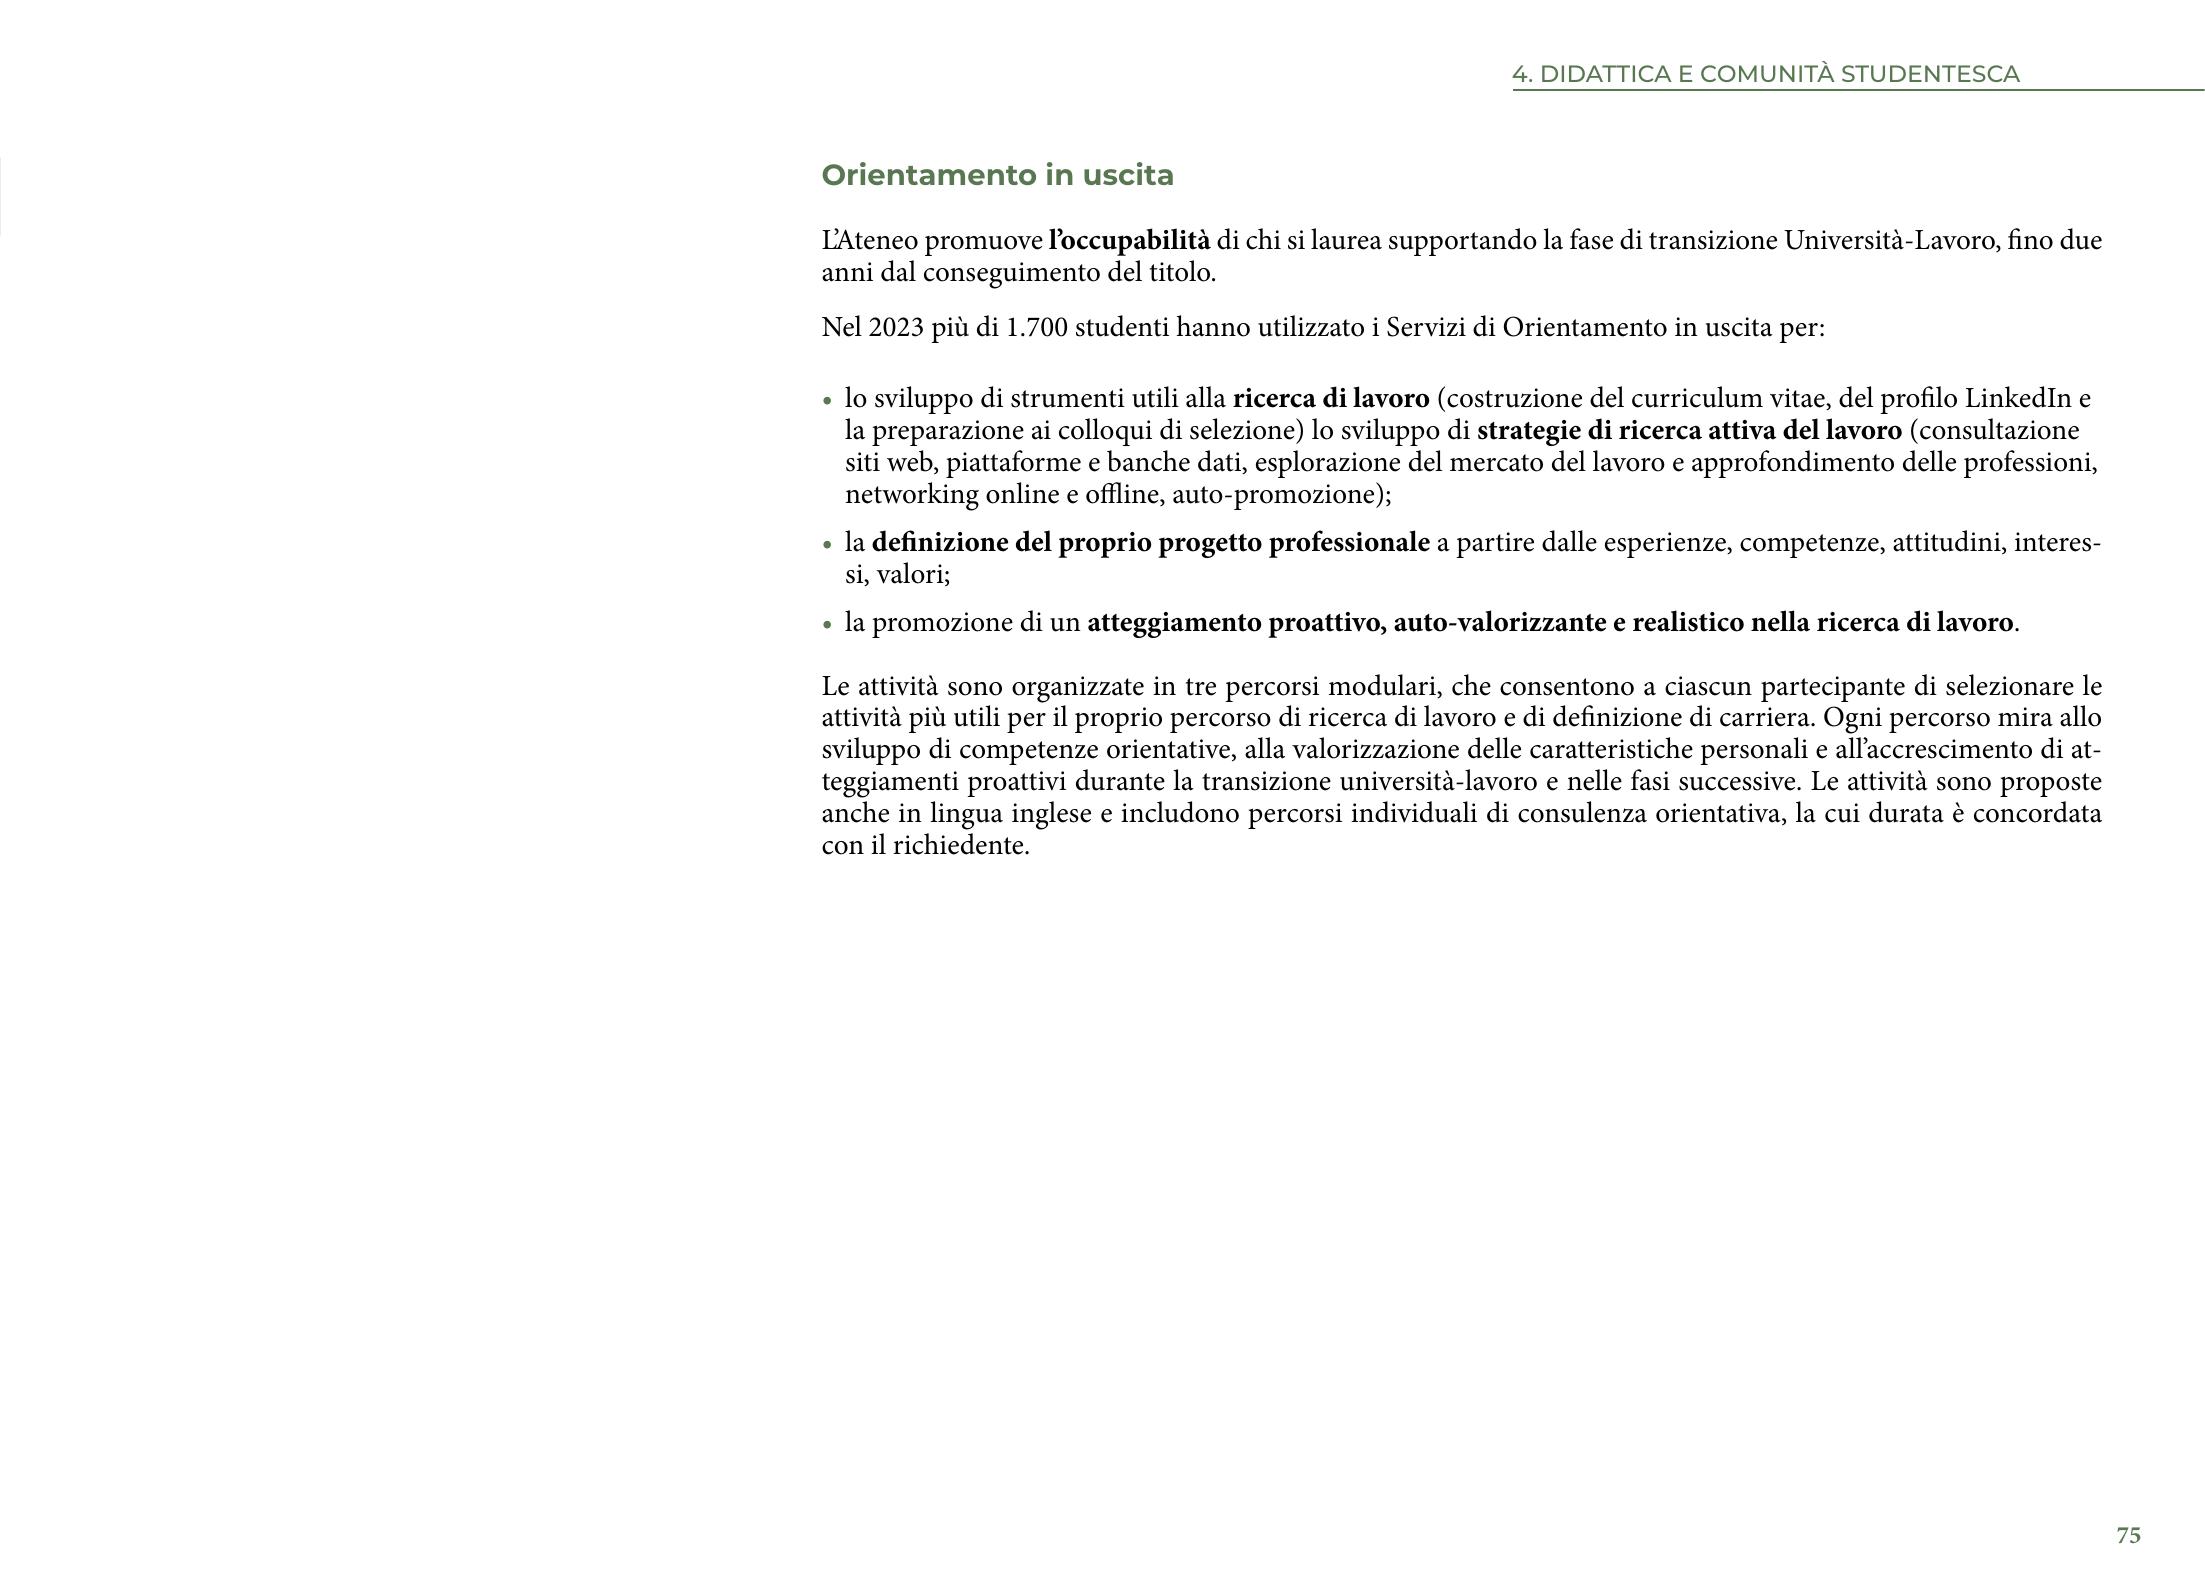 4. DIDATTICA E COMUNITÀ STUDENTESCA
Orientamento in uscita
L’Ateneo promuove l’occupabilità di chi si laurea supportando la fase di transizione Università-Lavoro, fino due
anni dal conseguimento del titolo.
Nel 2023 più di 1.700 studenti hanno utilizzato i Servizi di Orientamento in uscita per:
• lo sviluppo di strumenti utili alla ricerca di lavoro (costruzione del curriculum vitae, del profilo LinkedIn e
la preparazione ai colloqui di selezione) lo sviluppo di strategie di ricerca attiva del lavoro (consultazione
siti web, piattaforme e banche dati, esplorazione del mercato del lavoro e approfondimento delle professioni,
networking online e offline, auto-promozione);
• la definizione del proprio progetto professionale a partire dalle esperienze, competenze, attitudini, interes-
si, valori;
• la promozione di un atteggiamento proattivo, auto-valorizzante e realistico nella ricerca di lavoro.
Le attività sono organizzate in tre percorsi modulari, che consentono a ciascun partecipante di selezionare le
attività più utili per il proprio percorso di ricerca di lavoro e di definizione di carriera. Ogni percorso mira allo
sviluppo di competenze orientative, alla valorizzazione delle caratteristiche personali e all’accrescimento di at-
teggiamenti proattivi durante la transizione università-lavoro e nelle fasi successive. Le attività sono proposte
anche in lingua inglese e includono percorsi individuali di consulenza orientativa, la cui durata è concordata
con il richiedente.
75